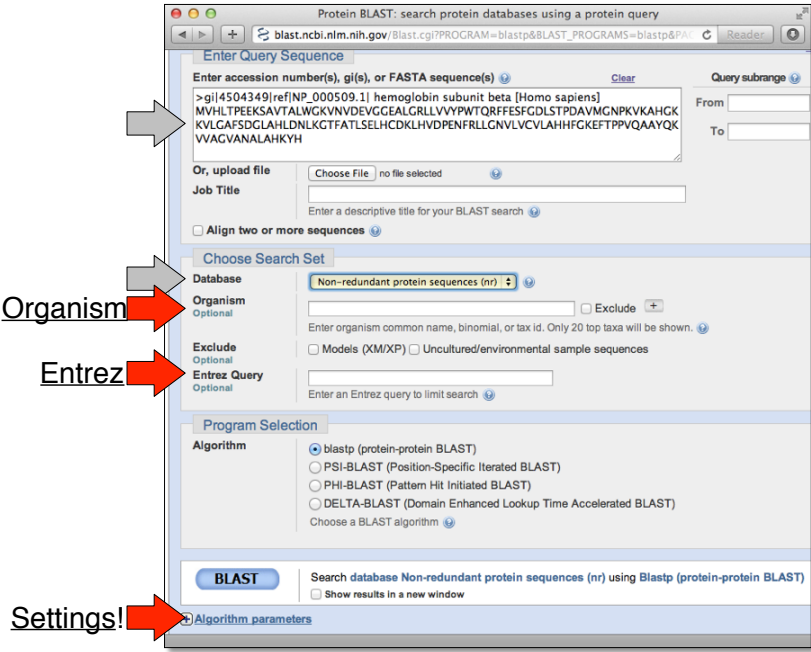 Protein BLAST: search protein databases using a protein query
blast.ncbi.nlm.nih.gov/Blast.cgi?PROGRAM=blastp&BLAST_PROGRAMS=blastp&PAC
Reader
Enter Query Sequence
Enter accession number(s), gi(s), or FASTA sequence(s)
Clear
Query subrange
>gi|4504349|ref|NP_000509.1| hemoglobin subunit beta [Homo sapiens]
MVHLTPEEKSAVTALWGKVNVDEVGGEALGRLLVVYPWTQRFFESFGDLSTPDAVMGNPKVKAHGK
KVLGAFSDGLAHLDNLKGTFATLSELHCDKLHVDPENFRLLGNVLVCVLAHHFGKEFTPPVQAAYQK
VVAGVANALAHKYH
From
To
Or, upload file
Choose File no file selected
Job Title
Enter a descriptive title for your BLAST search
Align two or more sequences
Choose Search Set
Database
Non-redundant protein sequences (nr)
Organism
Organism
Optional
Exclude
Enter organism common name, binomial, or tax id. Only 20 top taxa will be shown.
Exclude
Optional
Models (XM/XP) Uncultured/environmental sample sequences
Entrez
Entrez Query
Optional
Enter an Entrez query to limit search
Program Selection
Algorithm
blastp (protein-protein BLAST)
PSI-BLAST (Position-Specific Iterated BLAST)
PHI-BLAST (Pattern Hit Initiated BLAST)
DELTA-BLAST (Domain Enhanced Lookup Time Accelerated BLAST)
Choose a BLAST algorithm
BLAST
Search database Non-redundant protein sequences (nr) using Blastp (protein-protein BLAST)
Show results in a new window
Settings!
Algorithm parameters